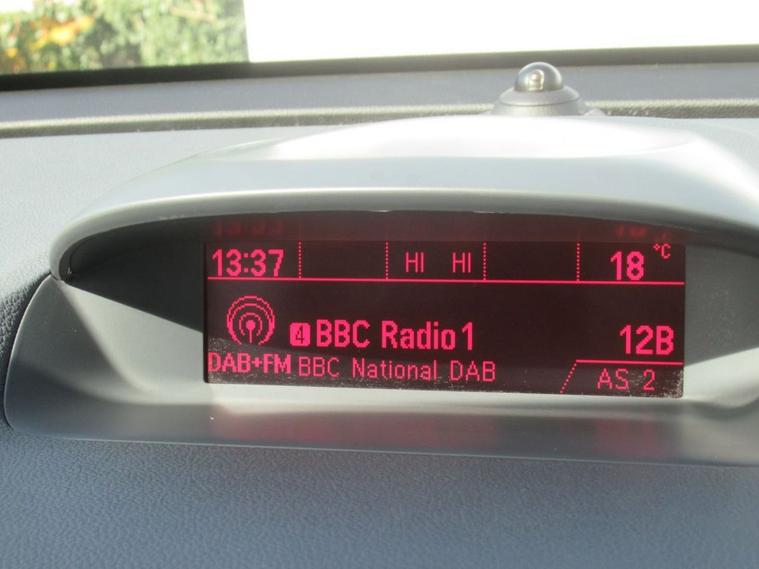 13:37 HI HI 18 °C
4 BBC Radio 1 12B
DAB+FM BBC National DAB AS 2